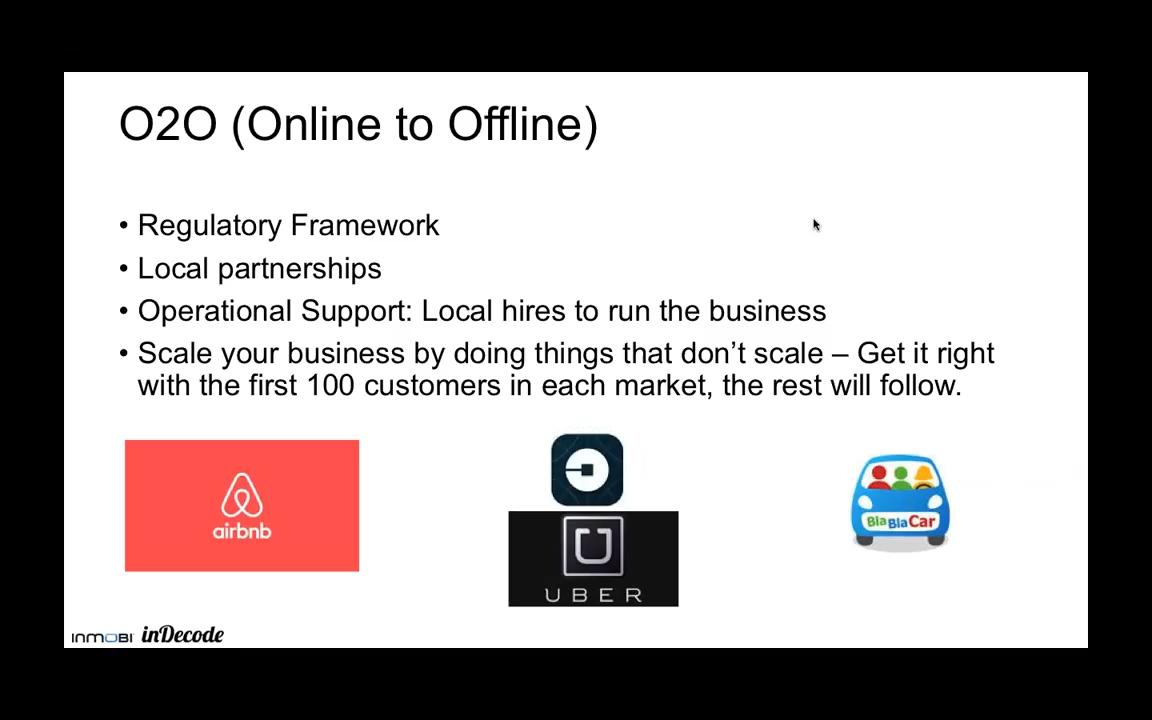 O2O (Online to Offline)
• Regulatory Framework
• Local partnerships
• Operational Support: Local hires to run the business
• Scale your business by doing things that don’t scale – Get it right
with the first 100 customers in each market, the rest will follow.
airbnb
UBER
BlaBlaCar
INMOBI inDecode